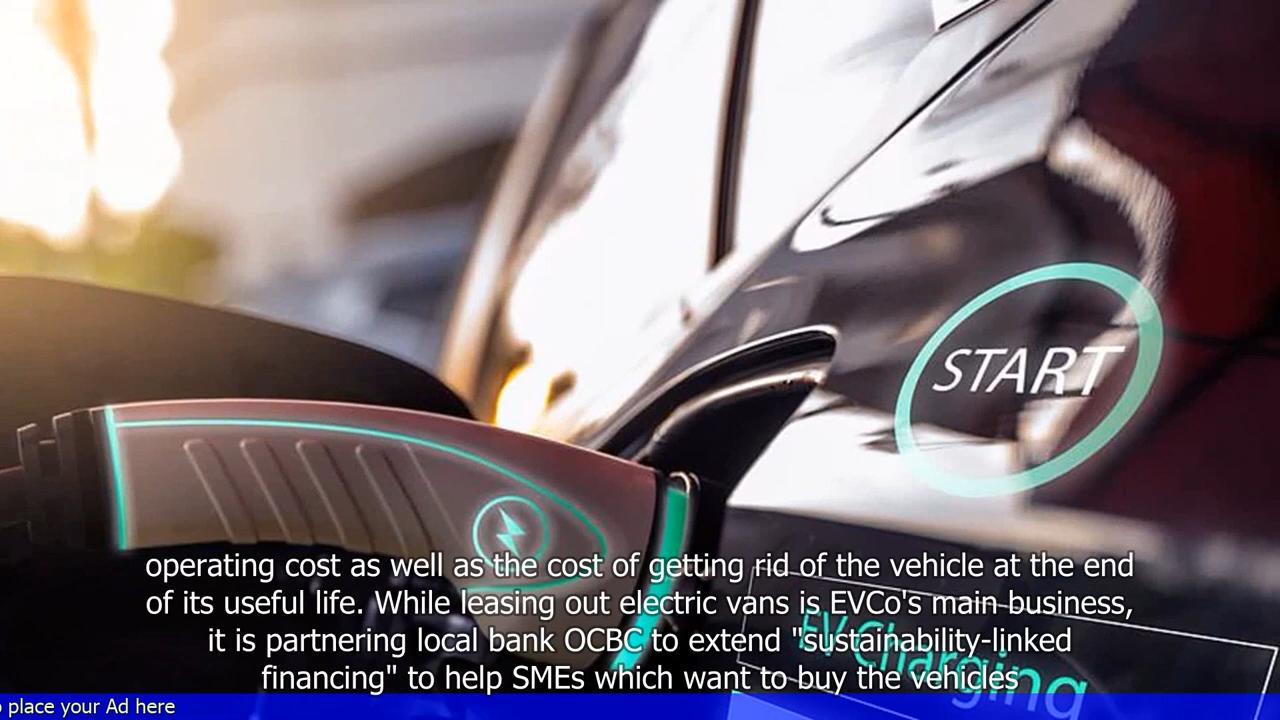 START
operating cost as well as the cost of getting rid of the vehicle at the end
of its useful life. While leasing out electric vans is EVCo's main business,
it is partnering local bank OCBC to extend "sustainability-linked
financing" to help SMEs which want to buy the vehicles
EV Charging
place your Ad here